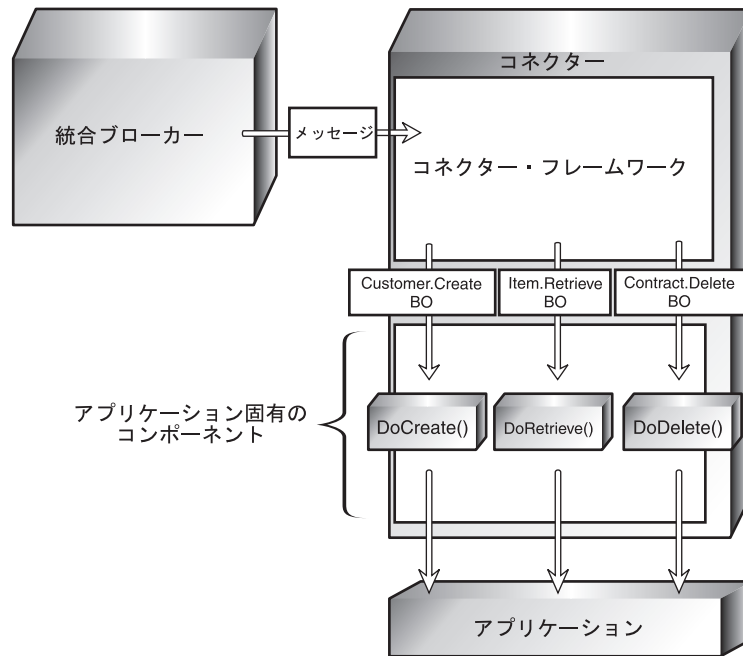 コネクター
統合ブローカー
メッセージ
コネクター・フレームワーク
Customer.Create
BO
Item.Retrieve
BO
Contract.Delete
BO
アプリケーション固有の
コンポーネント
DoCreate()
DoRetrieve()
DoDelete()
アプリケーション